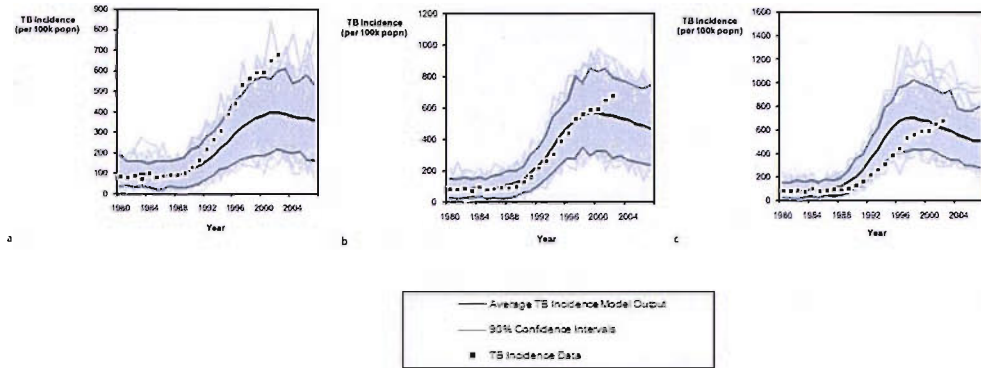 TB Incidence
(per 100k popn)
900
800
700
600
500
400
300
200
100
0
1980 1984 1988 1992 1996 2000 2004
Year
a
TB Incidence
(per 100k popn)
1200
1000
800
600
400
200
0
1980 1984 1988 1992 1996 2000 2004
Year
b
TB Incidence
(per 100k popn)
1600
1400
1200
1000
800
600
400
200
0
1980 1984 1988 1992 1996 2000 2004
Year
c
Average TB Incidence Model Output
95% Confidence Intervals
TB Incidence Data